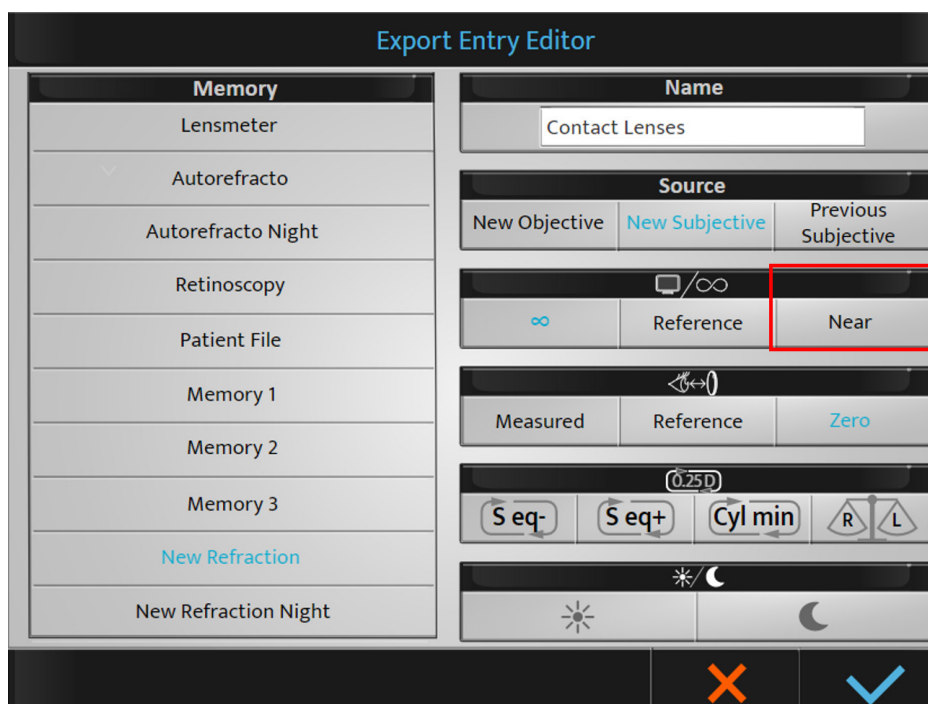 Export Entry Editor
Memory
Lensmeter
Autorefracto
Autorefracto Night
Retinoscopy
Patient File
Memory 1
Memory 2
Memory 3
New Refraction
New Refraction Night
Name
Contact Lenses
Source
New Objective
New Subjective
Previous
Subjective
/∞
∞
Reference
Near
Measured
Reference
Zero
0.25 D
S eq-
S eq+
Cyl min
R
L